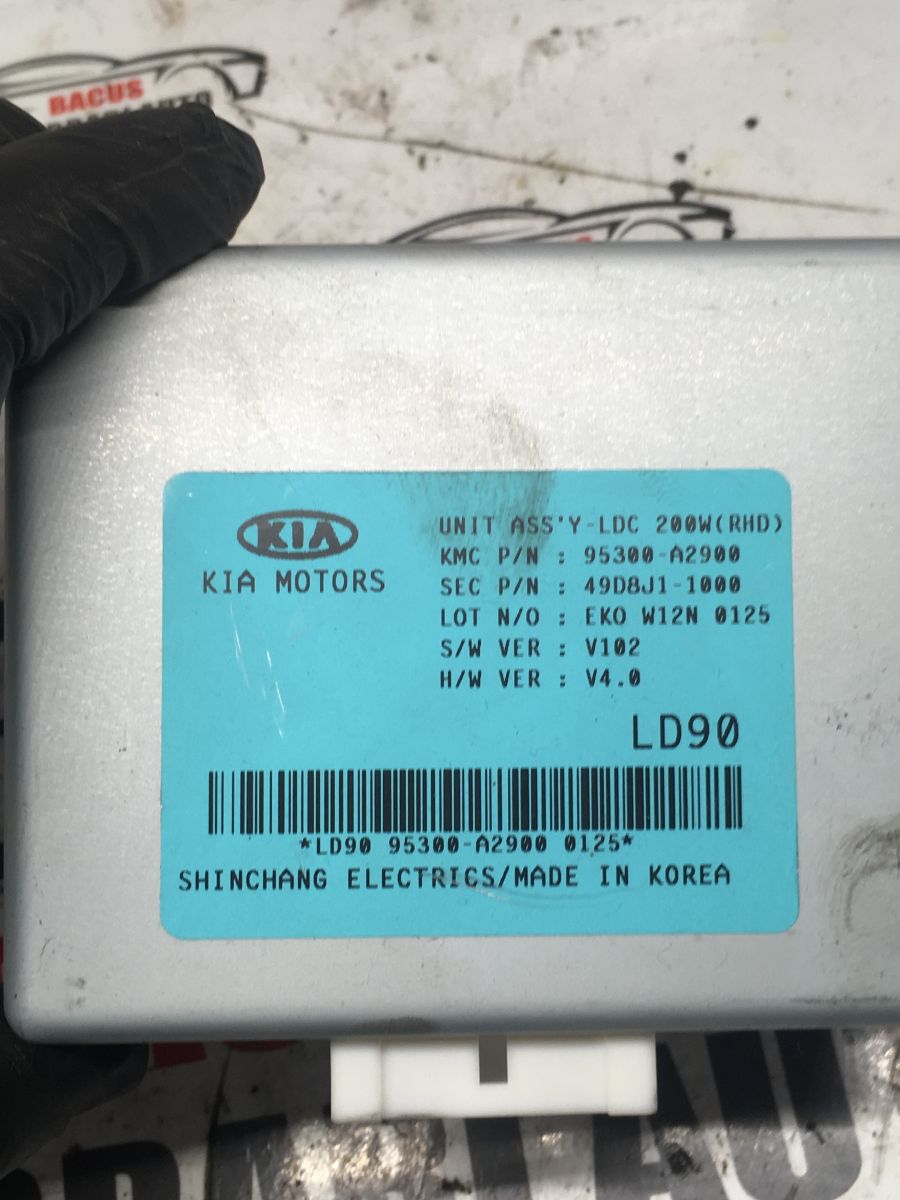 BACUS
KIA
KIA MOTORS
UNIT ASS'Y-LDC 200W(RHD)
KMC P/N : 95300-A2900
SEC P/N : 49D8J1-1000
LOT N/O : EKO W12N 0125
S/W VER : V102
H/W VER : V4.0
LD90
*LD90 95300-A2900 0125*
SHINCHANG ELECTRICS/MADE IN KOREA